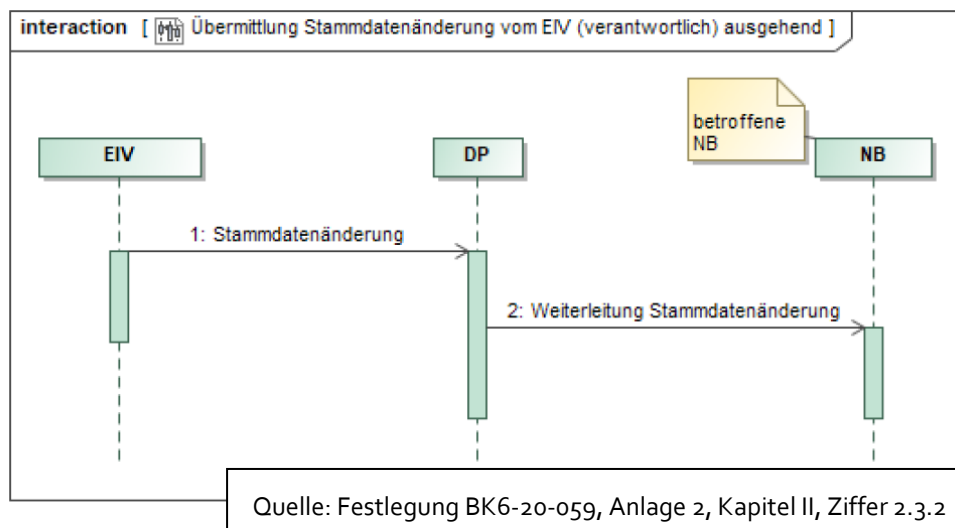 interaction [ Übermittlung Stammdatenänderung vom EIV (verantwortlich) ausgehend ]
betroffene
NB
EIV
DP
NB
1: Stammdatenänderung
2: Weiterleitung Stammdatenänderung
Quelle: Festlegung BK6-20-059, Anlage 2, Kapitel II, Ziffer 2.3.2